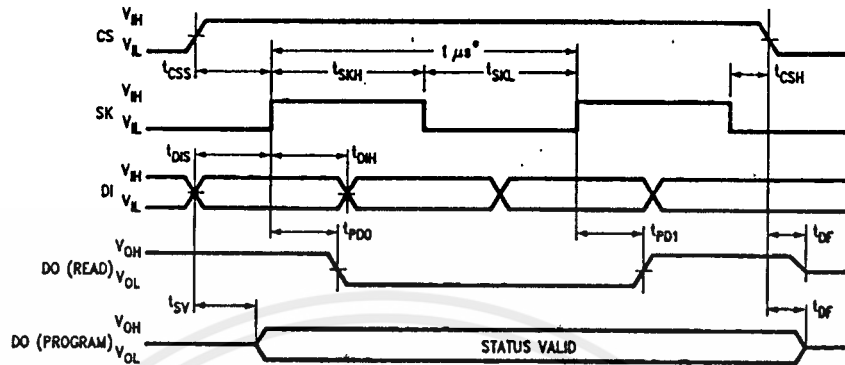 VIH
CS
VIL
1 μs*
tCSS
tSKH
tSKL
tCSH
VIH
SK
VIL
tDIS
tDIH
VIH
DI
VIL
tPD0
tPD1
tDF
VOH
DO (READ)
VOL
tSV
tDF
VOH
DO (PROGRAM)
VOL
STATUS VALID